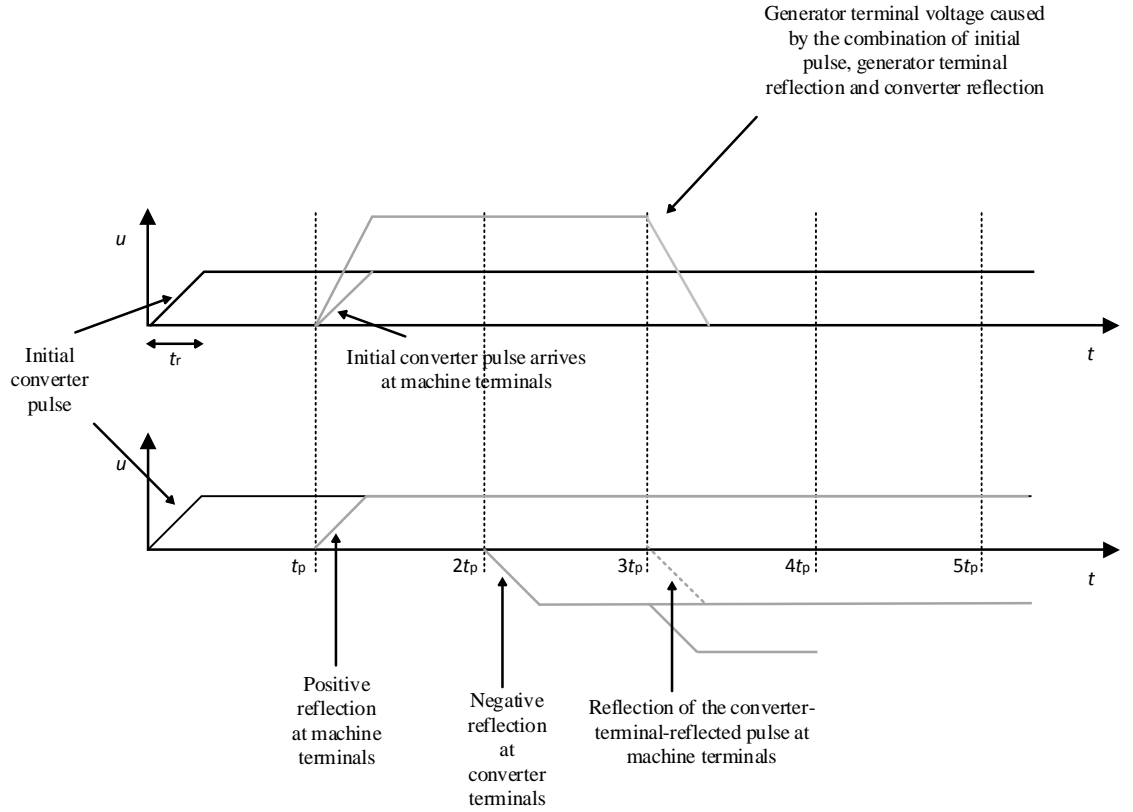 Generator terminal voltage caused
by the combination of initial
pulse, generator terminal
reflection and converter reflection
u
tr
t
Initial
converter
pulse
Initial converter pulse arrives
at machine terminals
u
tp
2tp
3tp
4tp
5tp
t
Positive
reflection
at machine
terminals
Negative
reflection
at
converter
terminals
Reflection of the converter-
terminal-reflected pulse at
machine terminals